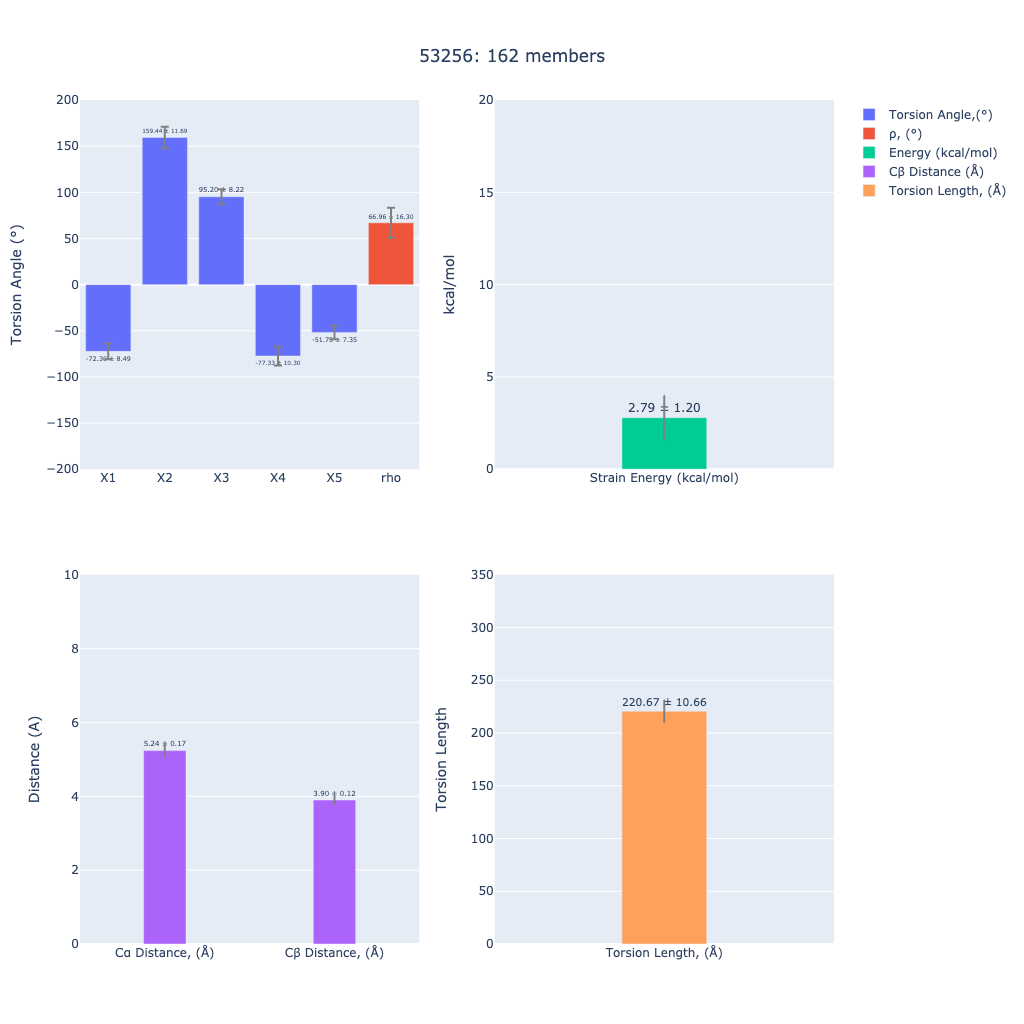 53256: 162 members
Torsion Angle (°)
200
150
100
50
0
−50
−100
−150
−200
159.44 ± 11.69
95.20 ± 8.22
66.96 ± 16.30
-51.79 ± 7.35
-77.33 ± 10.30
X1
X2
X3
X4
X5
rho
kcal/mol
20
15
10
5
0
2.79 ± 1.20
Strain Energy (kcal/mol)
Torsion Angle,(°)
ρ, (°)
Energy (kcal/mol)
Cβ Distance (Å)
Torsion Length, (Å)
Distance (A)
10
8
6
4
2
0
5.24 ± 0.17
3.90 ± 0.12
Cα Distance, (Å)
Cβ Distance, (Å)
Torsion Length
350
300
250
200
150
100
50
0
220.67 ± 10.66
Torsion Length, (Å)